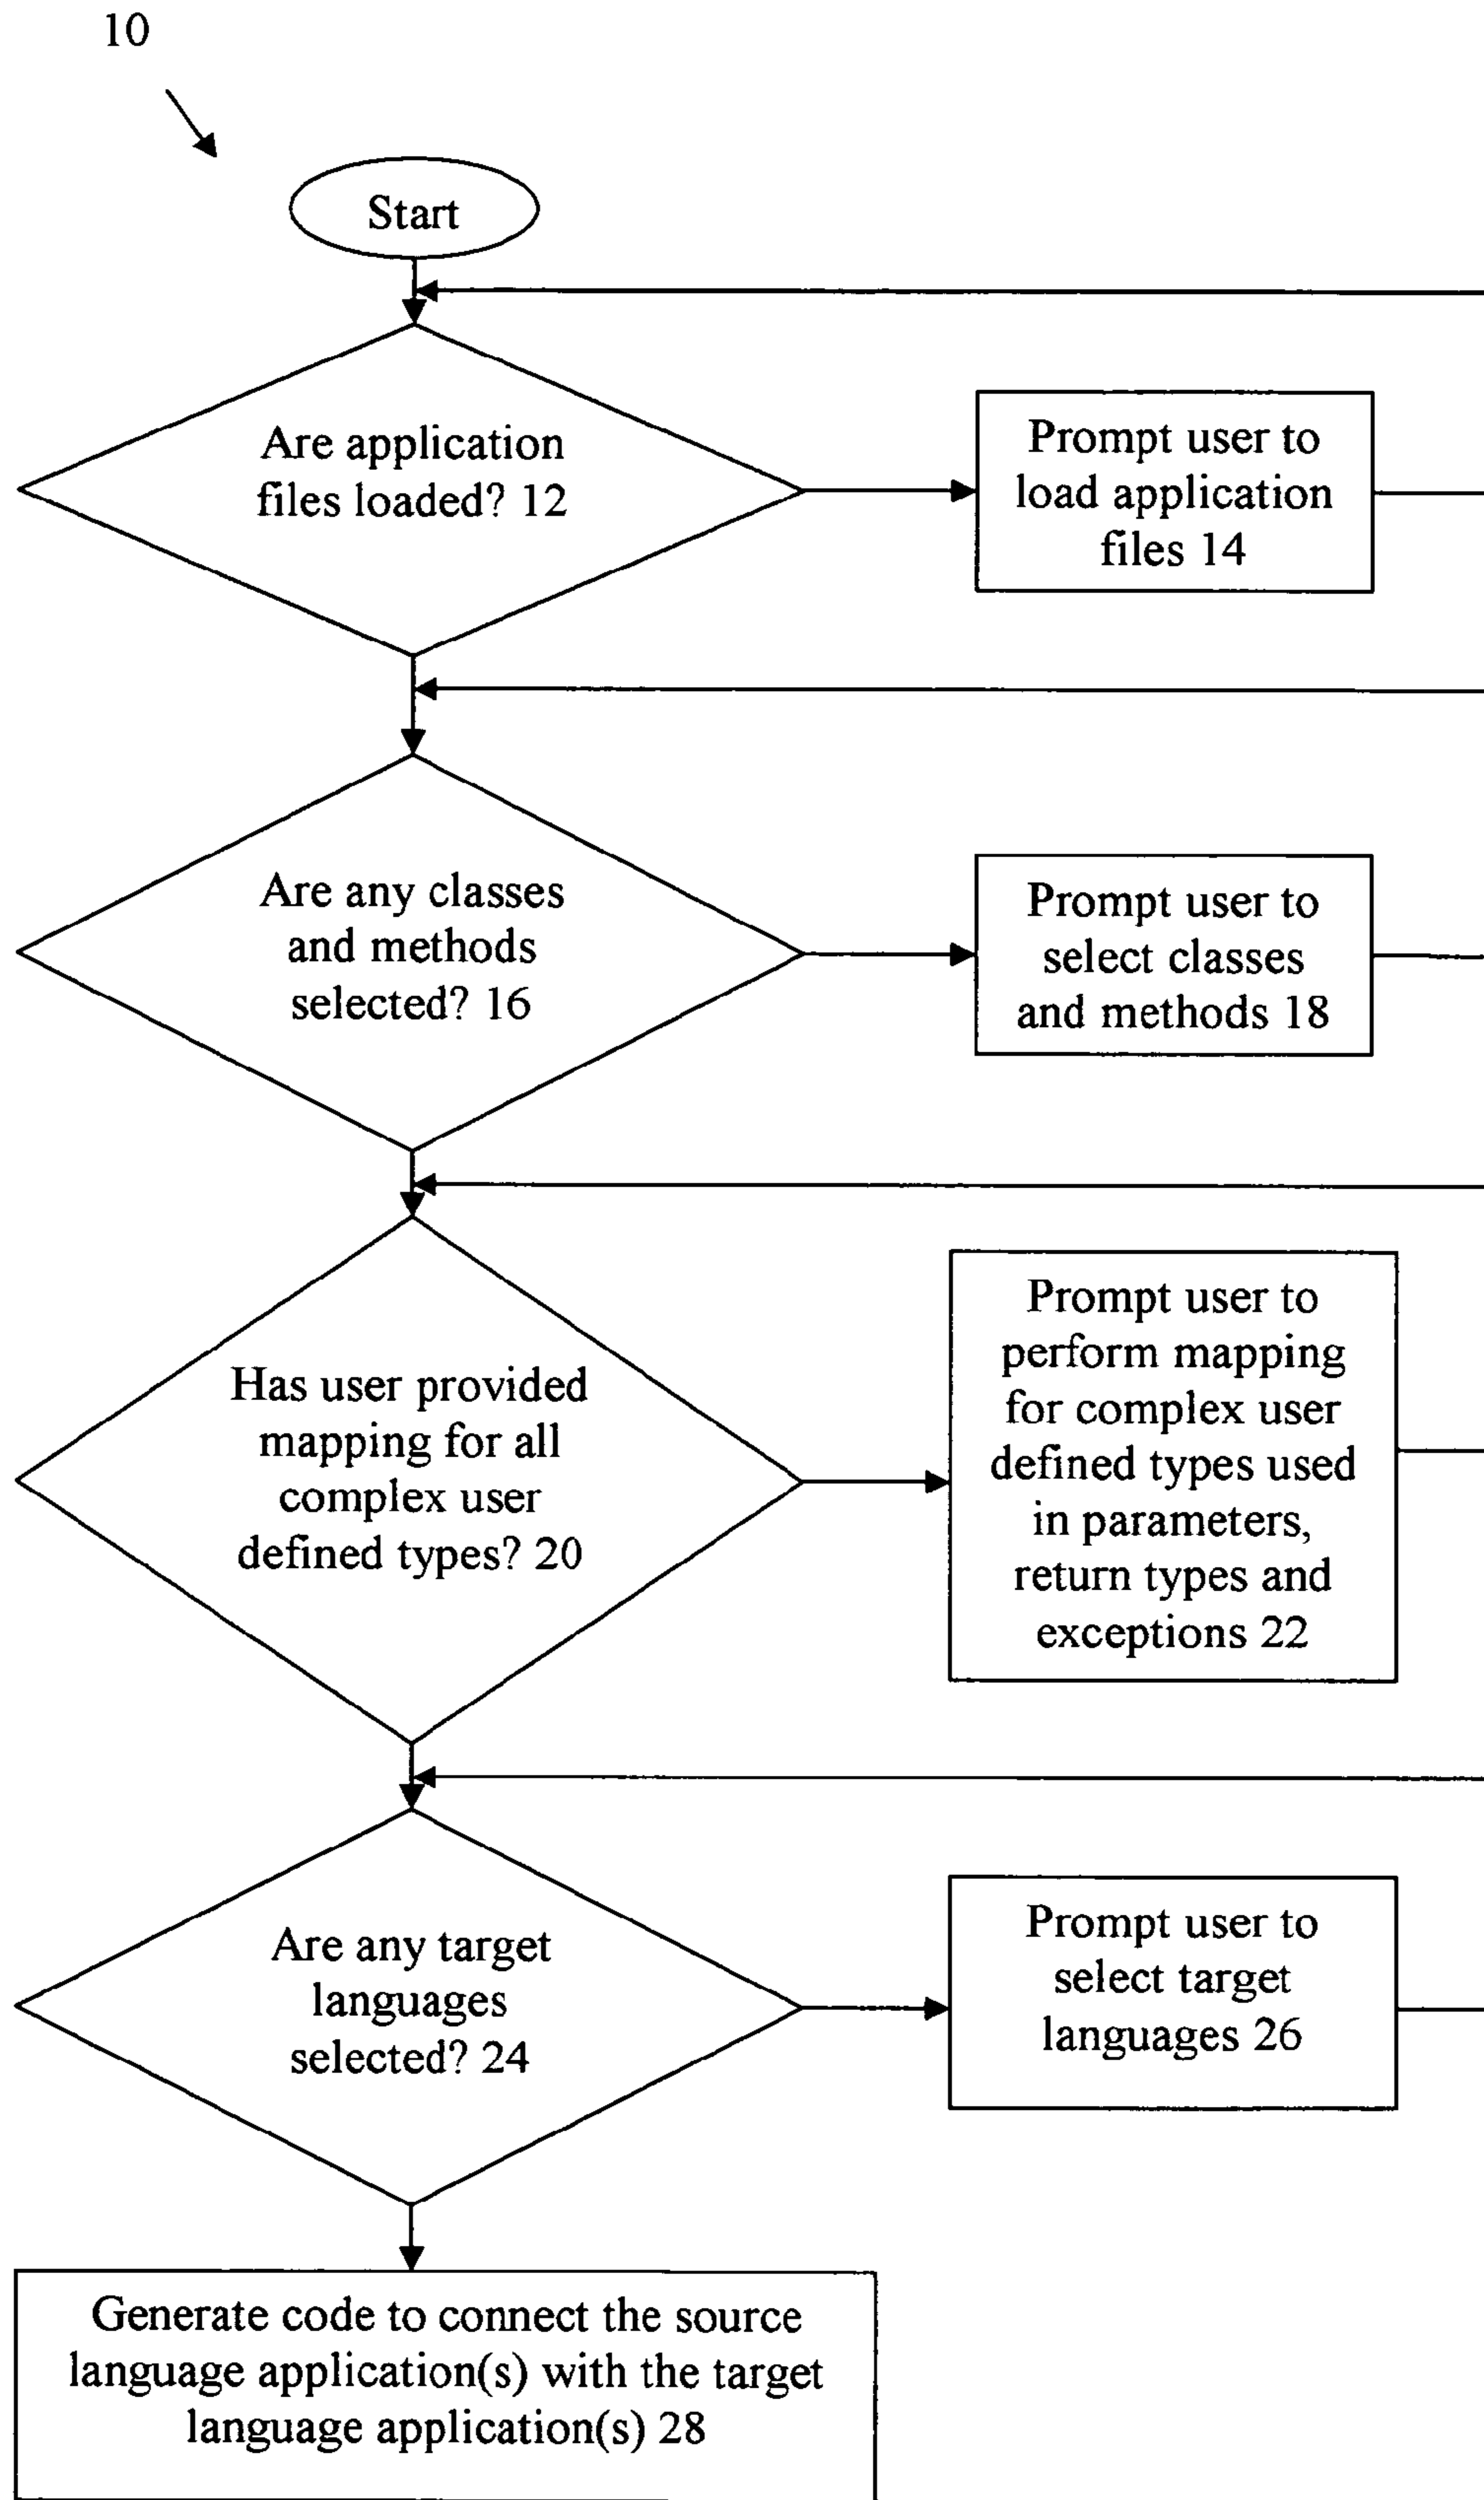 10
Start
Are application
files loaded? 12
Prompt user to
load application
files 14
Are any classes
and methods
selected? 16
Prompt user to
select classes
and methods 18
Has user provided
mapping for all
complex user
defined types? 20
Prompt user to
perform mapping
for complex user
defined types used
in parameters,
return types and
exceptions 22
Are any target
languages
selected? 24
Prompt user to
select target
languages 26
Generate code to connect the source
language application(s) with the target
language application(s) 28